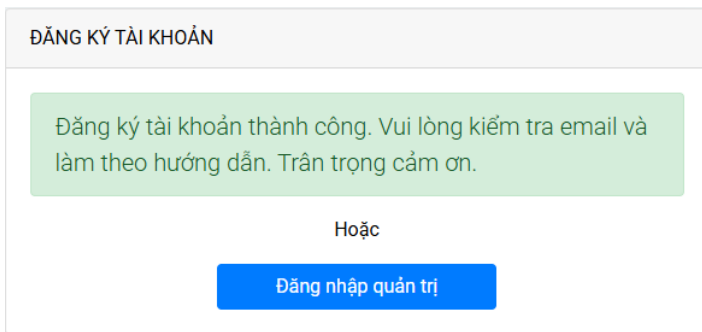 ĐĂNG KÝ TÀI KHOẢN
Đăng ký tài khoản thành công. Vui lòng kiểm tra email và
làm theo hướng dẫn. Trân trọng cảm ơn.
Hoặc
Đăng nhập quản trị